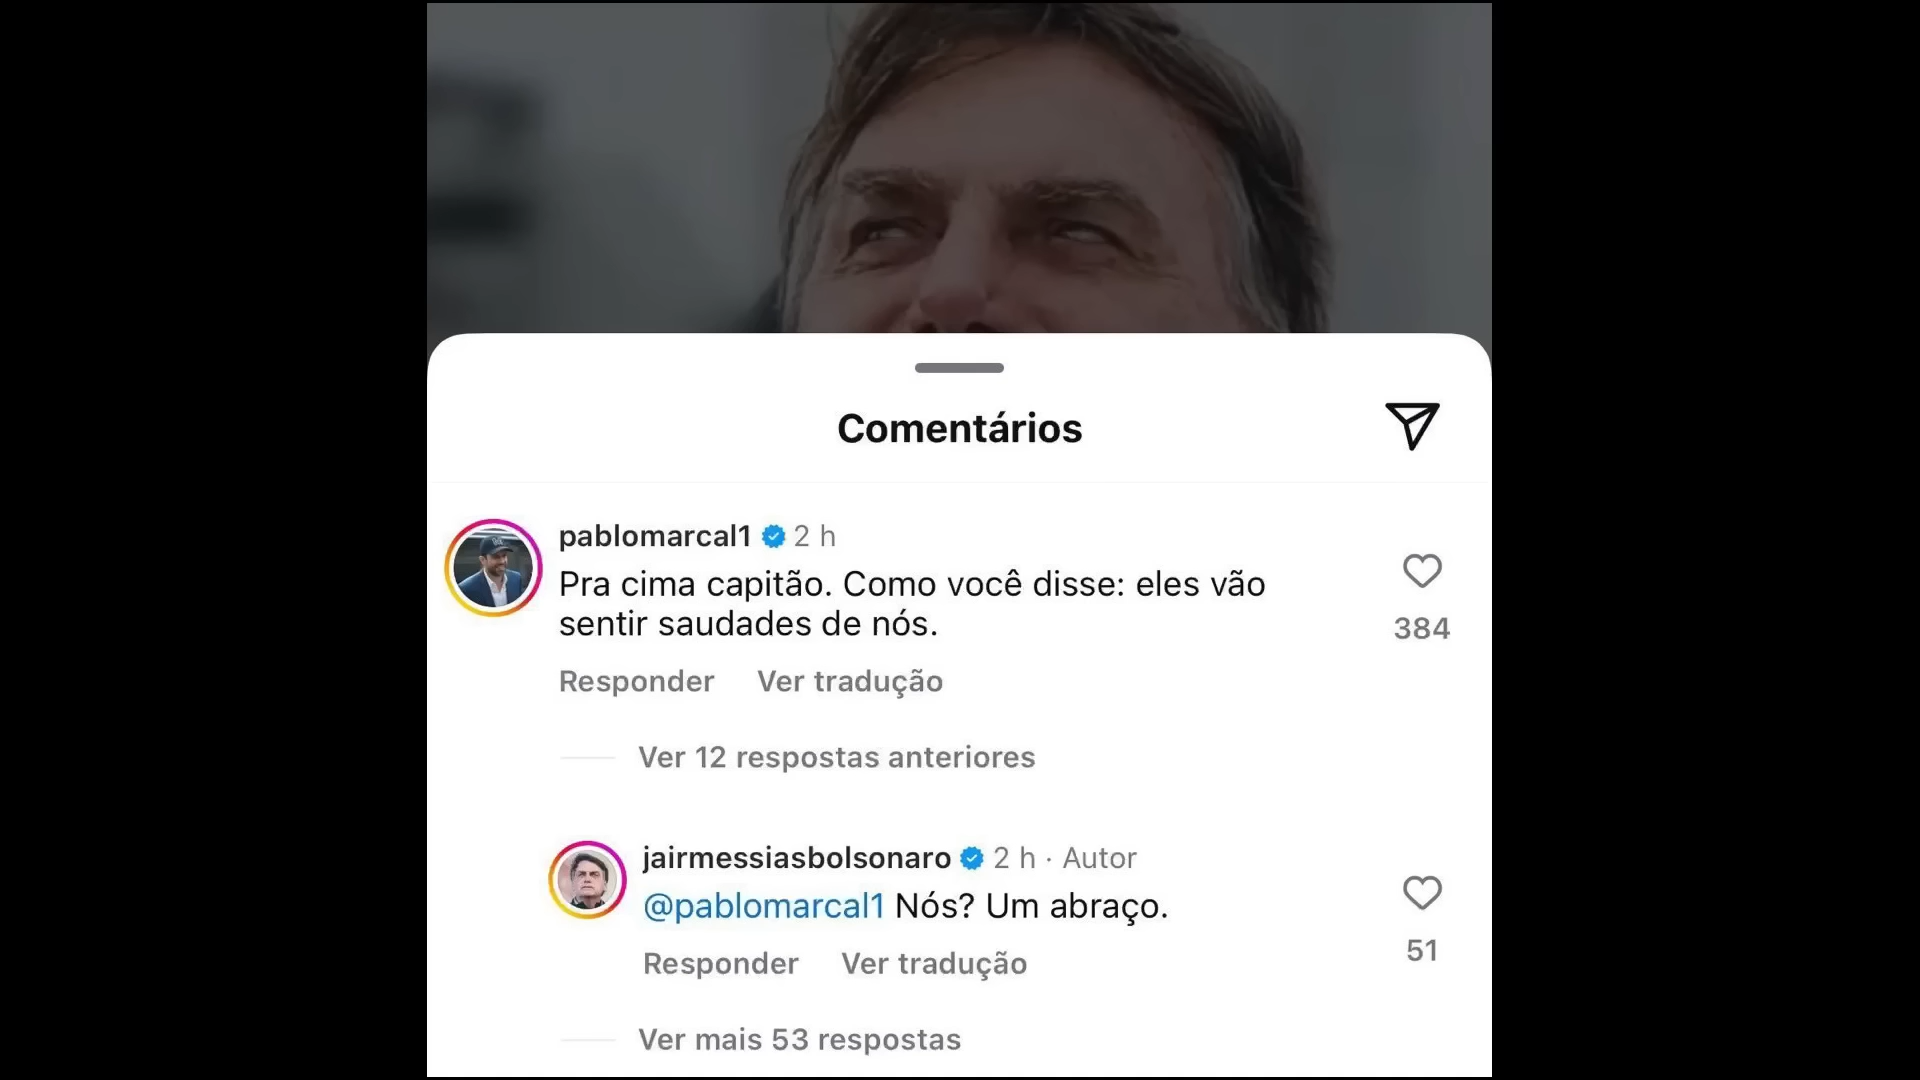 Comentários
pablomarcal1 2 h
Pra cima capitão. Como você disse: eles vão
sentir saudades de nós.
384
Responder Ver tradução
Ver 12 respostas anteriores
jairmessiasbolsonaro 2 h · Autor
@pablomarcal1 Nós? Um abraço.
51
Responder Ver tradução
Ver mais 53 respostas